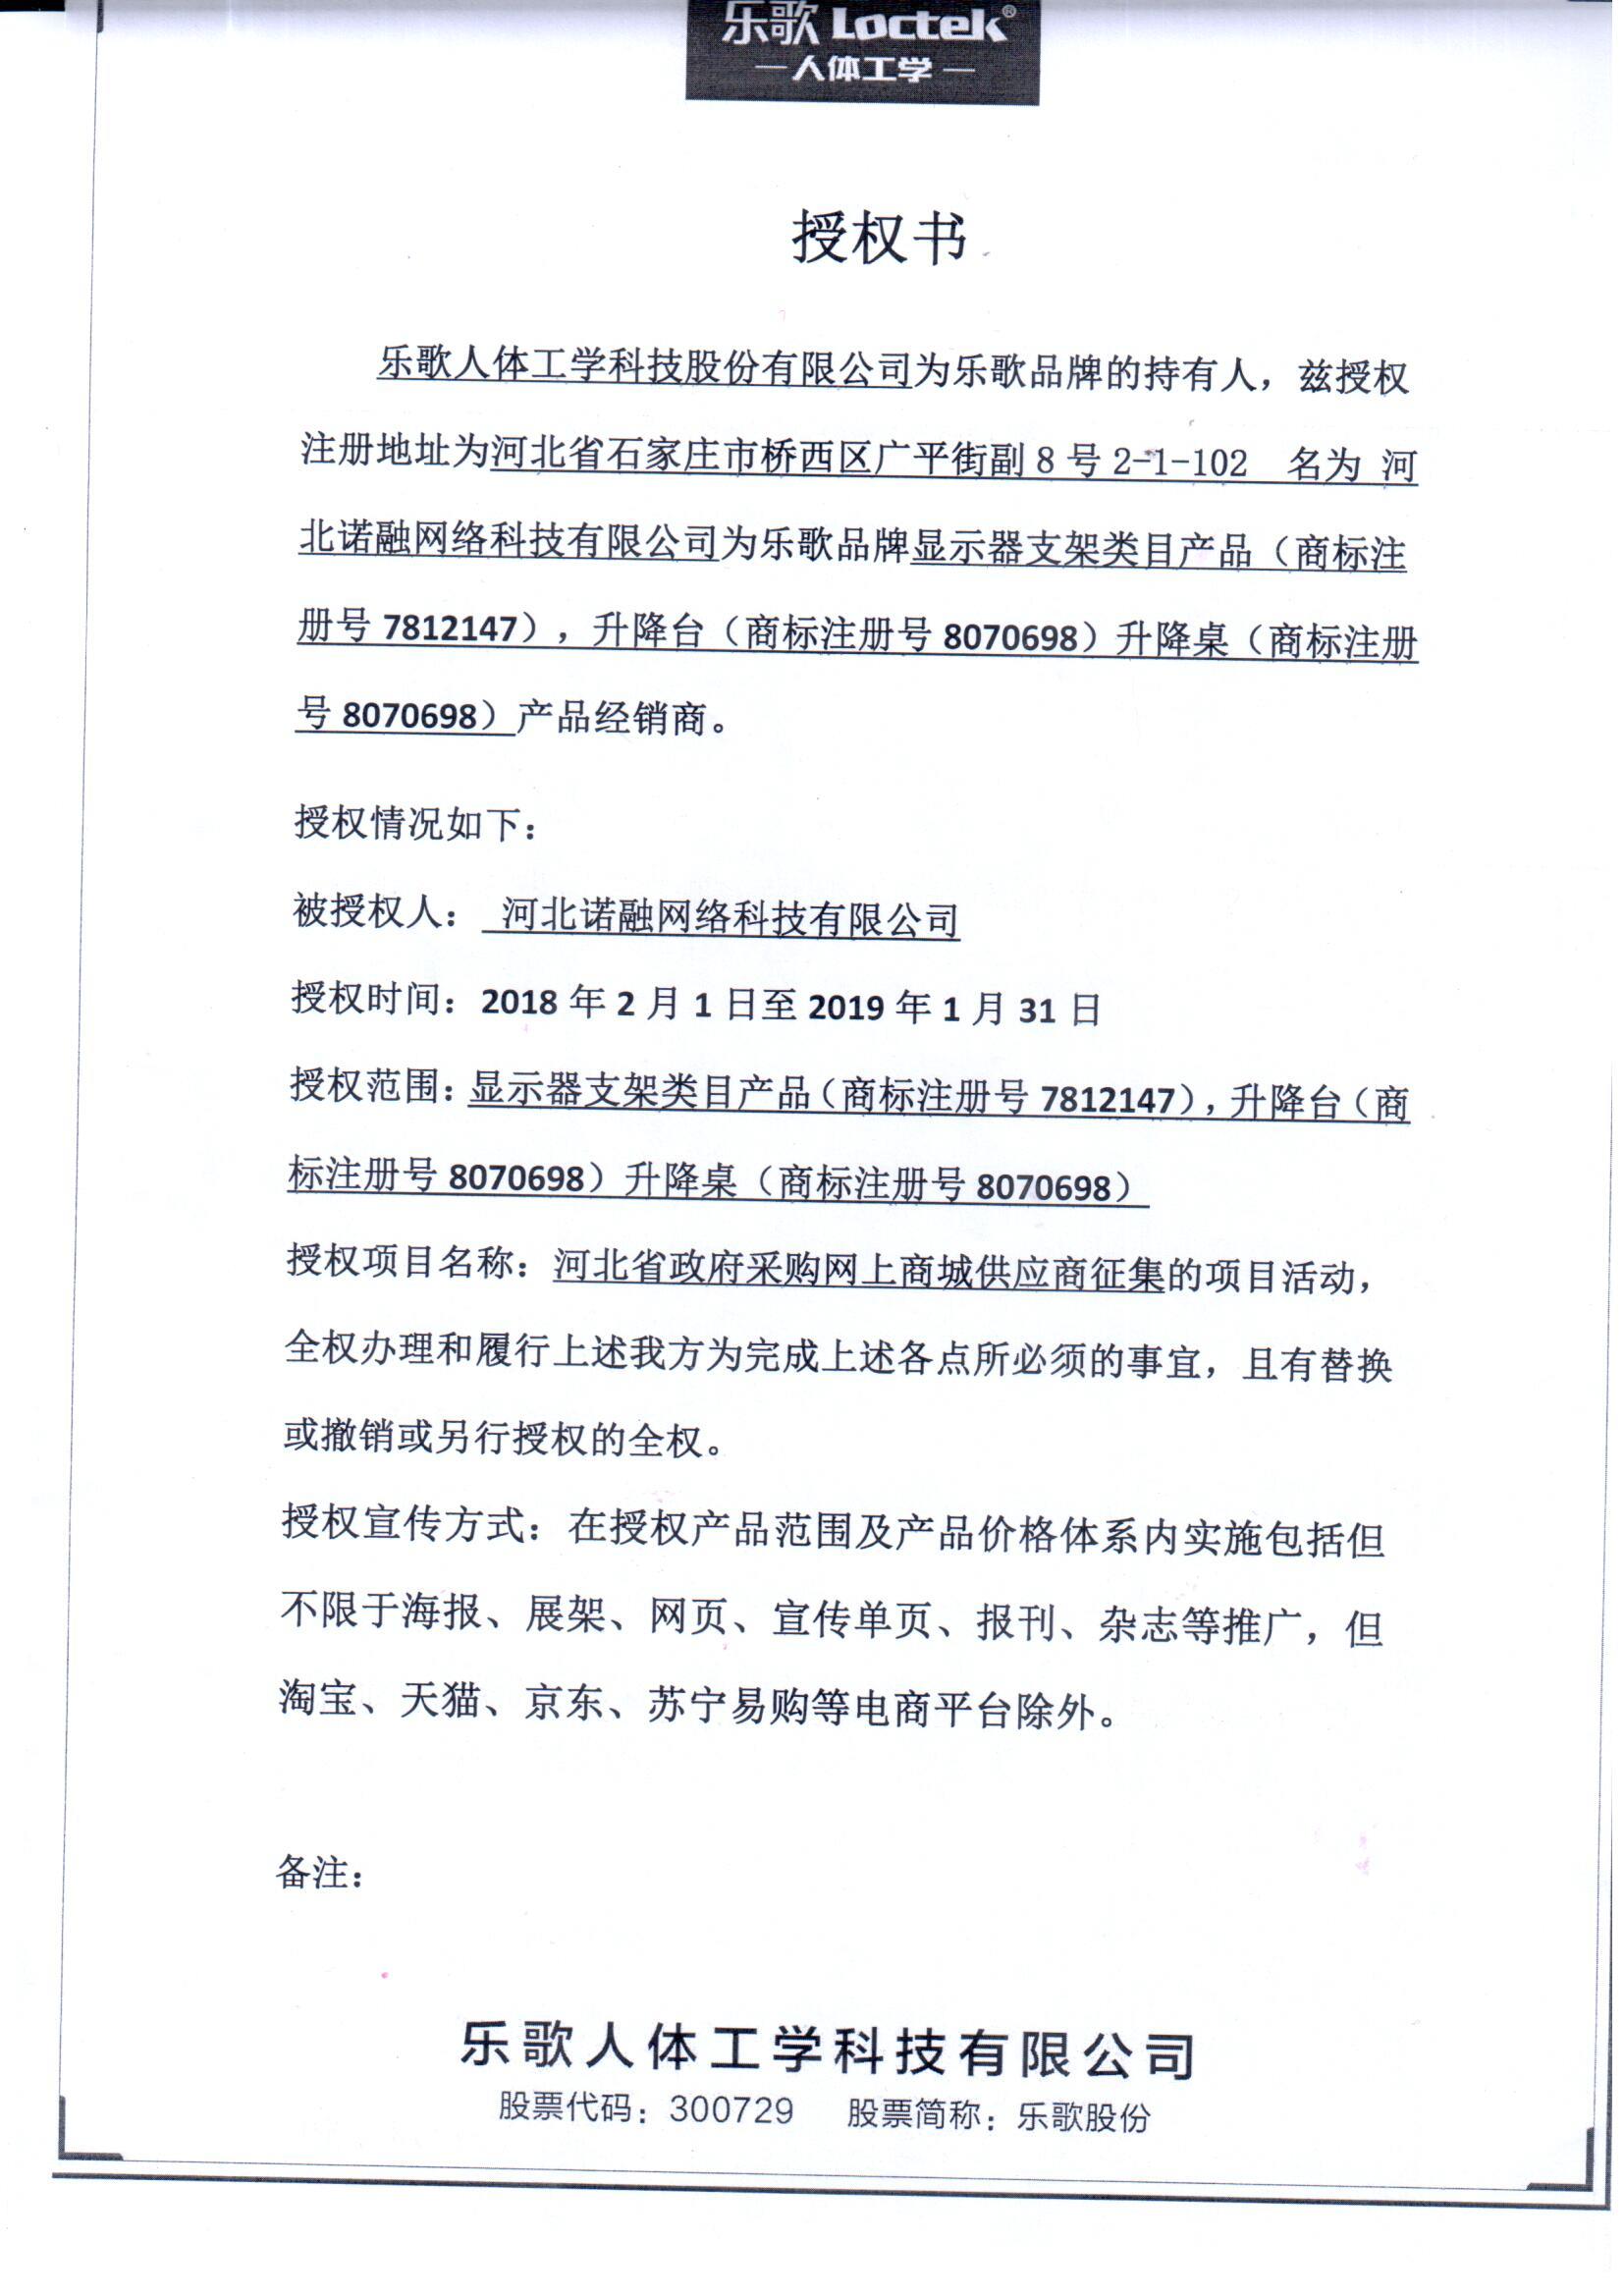 乐歌 Loctek®
—人体工学—
授权书
乐歌人体工学科技股份有限公司为乐歌品牌的持有人，兹授权
注册地址为河北省石家庄市桥西区广平街副 8 号 2-1-102 名为 河
北诺融网络科技有限公司为乐歌品牌显示器支架类目产品（商标注
册号 7812147），升降台（商标注册号 8070698）升降桌（商标注册
号 8070698）产品经销商。
授权情况如下：
被授权人： 河北诺融网络科技有限公司
授权时间：2018 年 2 月 1 日至 2019 年 1 月 31 日
授权范围：显示器支架类目产品（商标注册号 7812147），升降台（商
标注册号 8070698）升降桌（商标注册号 8070698）
授权项目名称：河北省政府采购网上商城供应商征集的项目活动，
全权办理和履行上述我方为完成上述各点所必须的事宜，且有替换
或撤销或另行授权的全权。
授权宣传方式：在授权产品范围及产品价格体系内实施包括但
不限于海报、展架、网页、宣传单页、报刊、杂志等推广，但
淘宝、天猫、京东、苏宁易购等电商平台除外。
备注：
乐歌人体工学科技有限公司
股票代码：300729 股票简称：乐歌股份